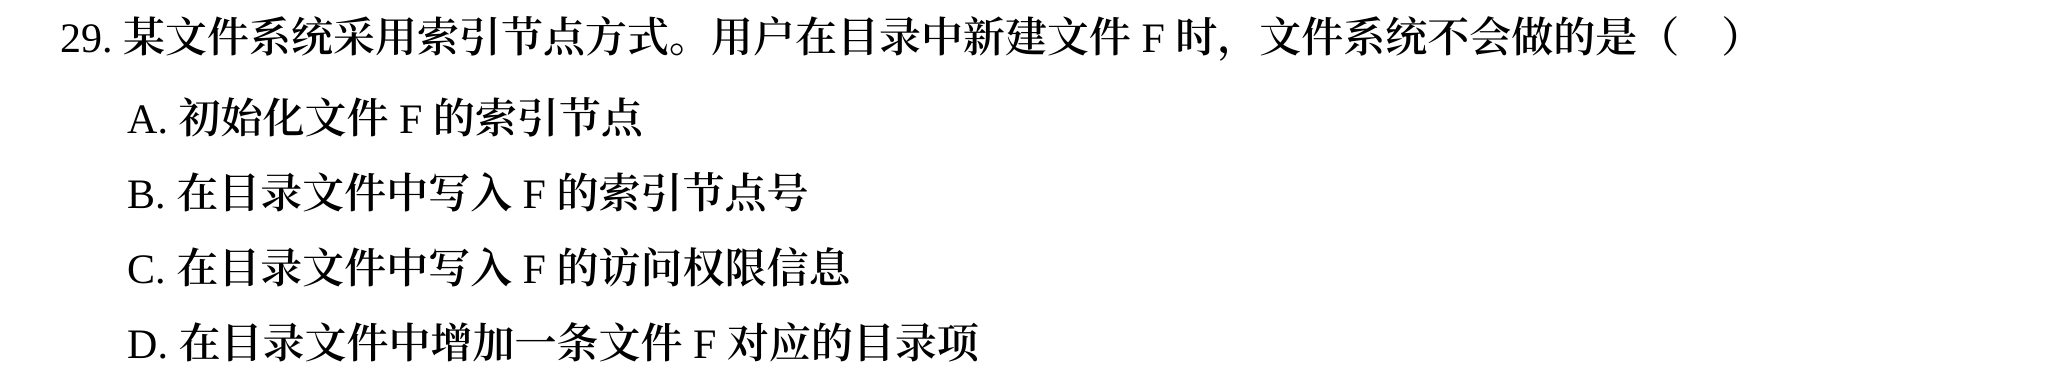 29. 某文件系统采用索引节点方式。用户在目录中新建文件 F 时，文件系统不会做的是（  ）
A. 初始化文件 F 的索引节点
B. 在目录文件中写入 F 的索引节点号
C. 在目录文件中写入 F 的访问权限信息
D. 在目录文件中增加一条文件 F 对应的目录项